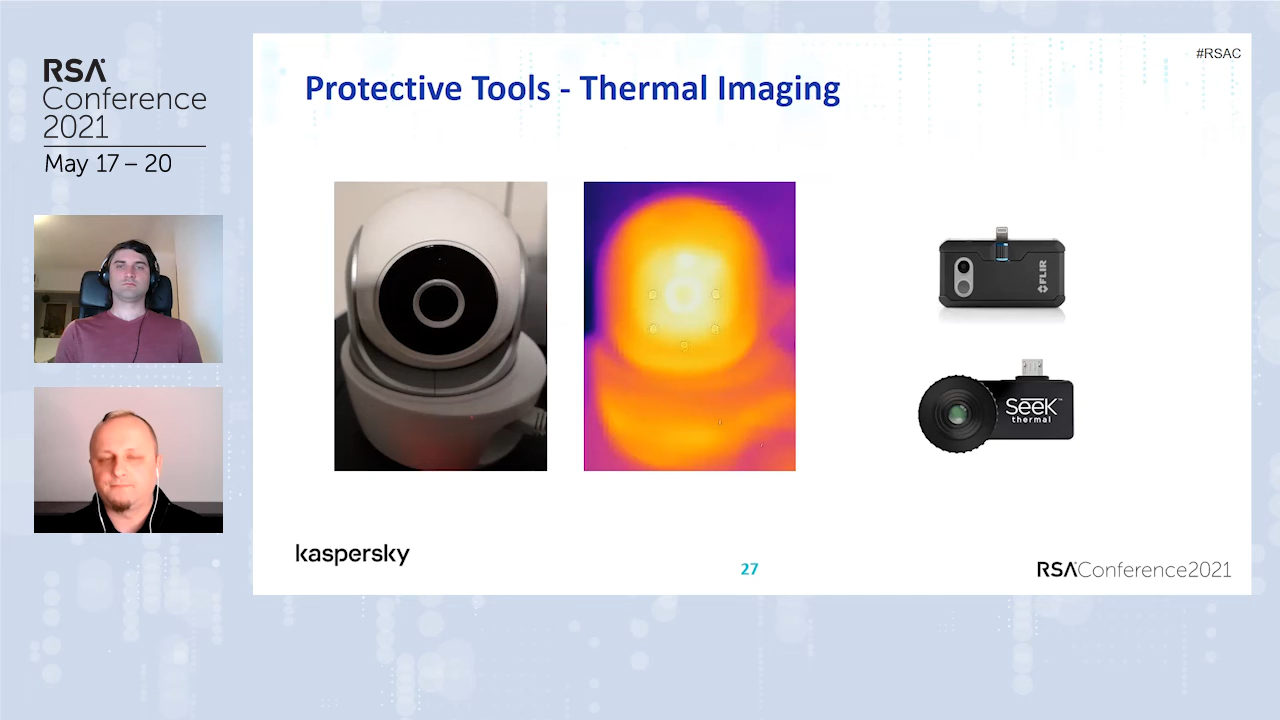 RSA
Conference
2021
May 17 – 20
#RSAC
Protective Tools - Thermal Imaging
FLIR
Seek
thermal
kaspersky
27
RSAConference2021